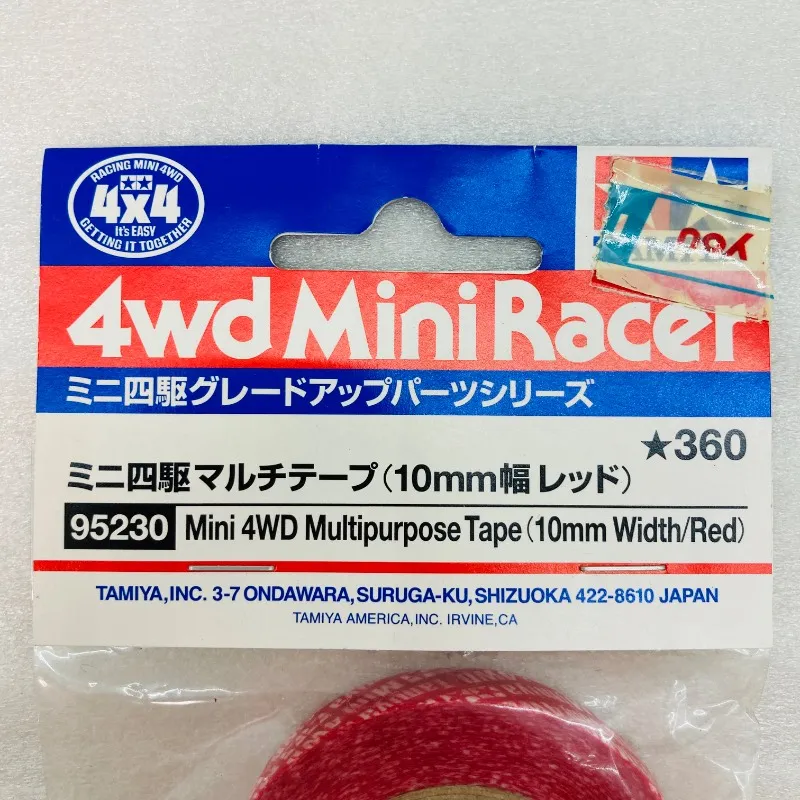 RACING MINI 4WD
4x4
It's EASY
GETTING IT TOGETHER
4wd Mini Racer
ミニ四駆グレードアップパーツシリーズ
★360
ミニ四駆マルチテープ(10mm幅 レッド)
95230 Mini 4WD Multipurpose Tape (10mm Width/Red)
TAMIYA,INC. 3-7 ONDAWARA, SURUGA-KU, SHIZUOKA 422-8610 JAPAN
TAMIYA AMERICA,INC. IRVINE,CA